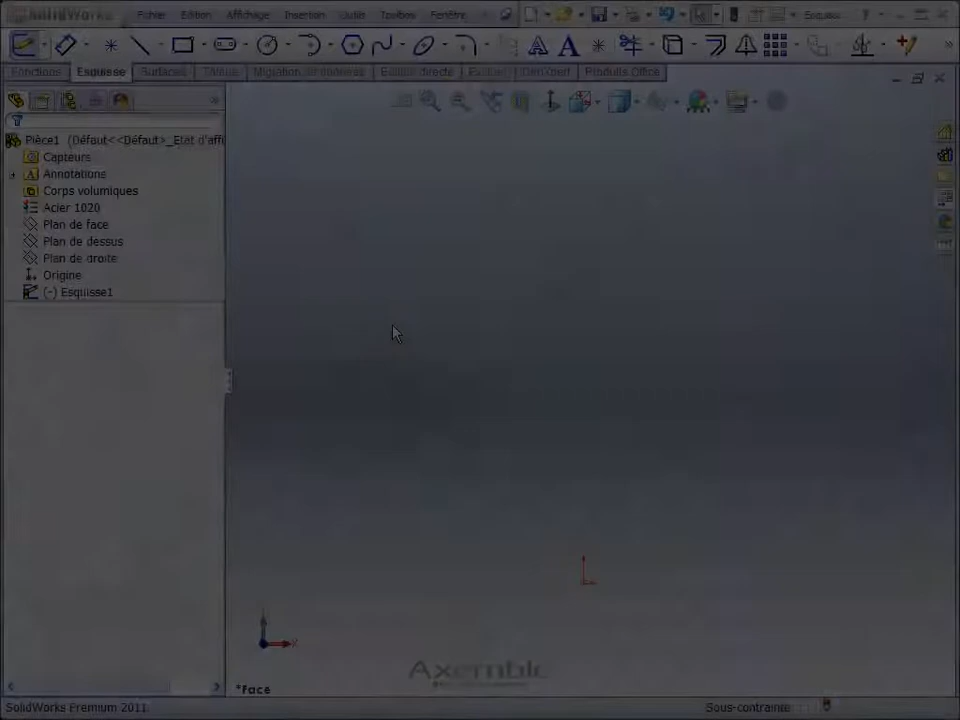 SolidWorks Fichier Edition Affichage Insertion Outils Toolbox Fenêtre ? Esquisse
Fonctions Esquisse Surfaces Tôlerie Migration de données Edition directe DimXpert Produits Office
Pièce1 (Défaut<<Défaut>_Etat d'affi
Capteurs
Annotations
Corps volumiques
Acier 1020
Plan de face
Plan de dessus
Plan de droite
Origine
(-) Esquisse1
X
Axemble
*Face
SolidWorks Premium 2011 Sous-contrainte